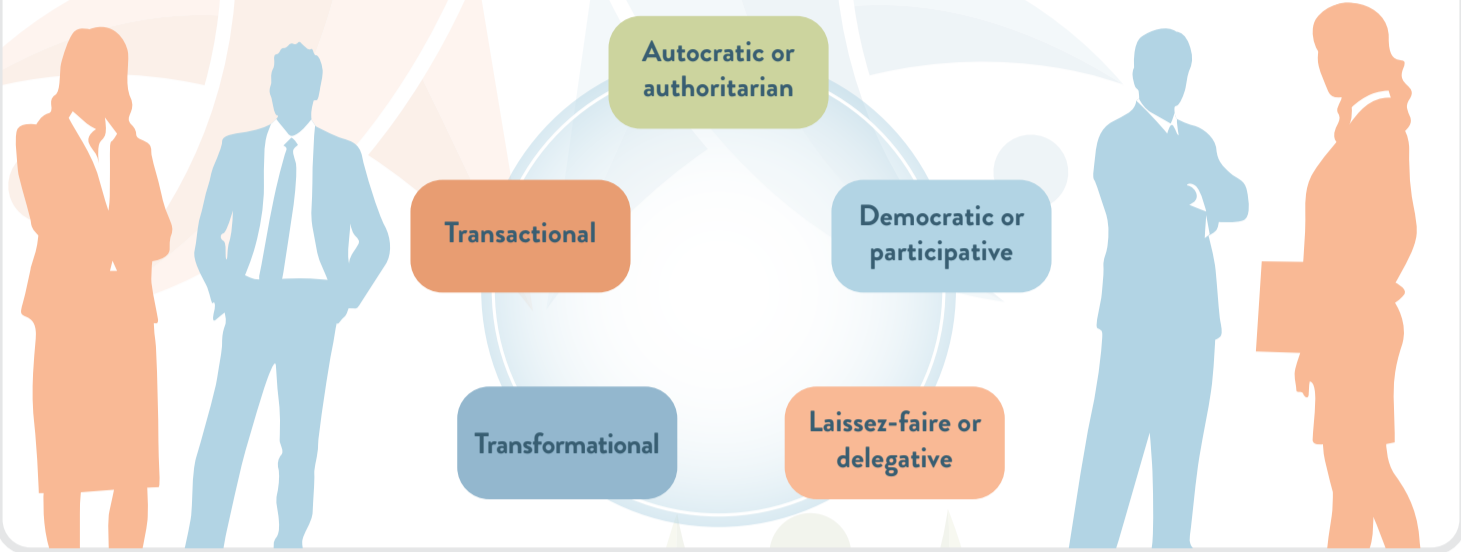 Autocratic or
authoritarian
Transactional
Democratic or
participative
Transformational
Laissez-faire or
delegative